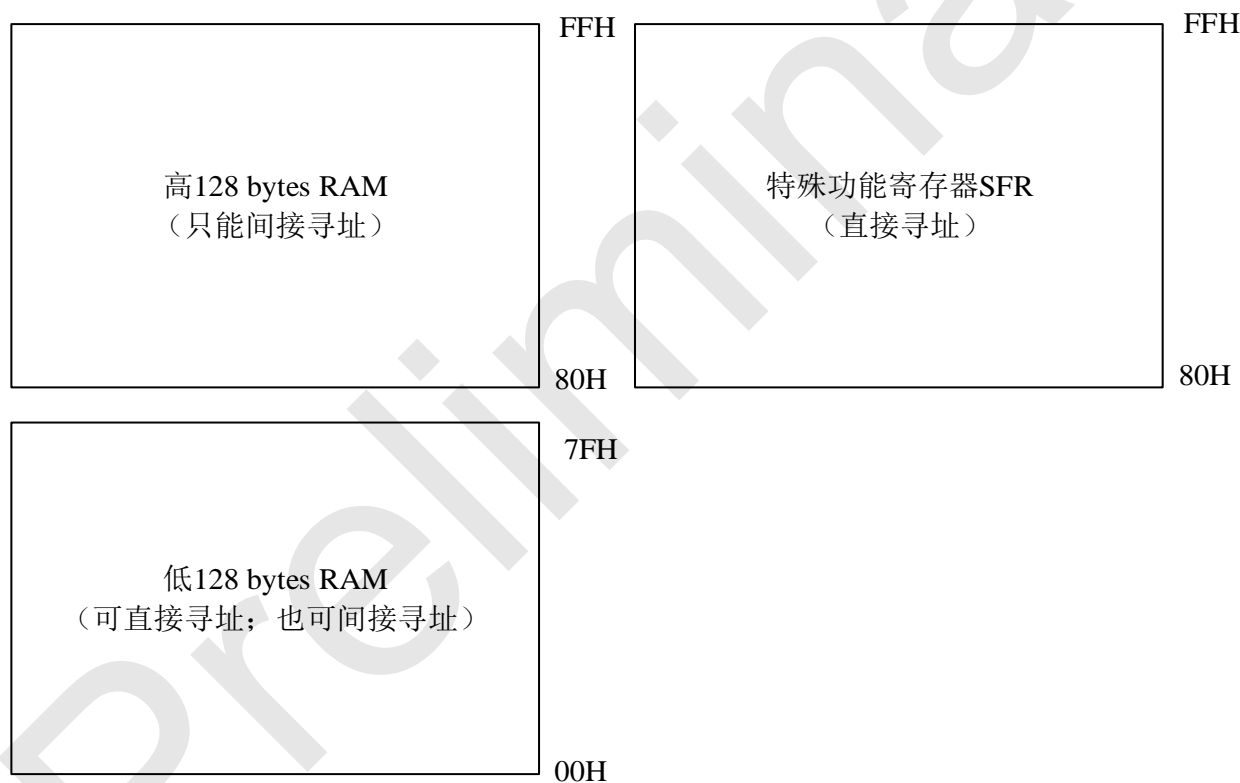 FFH
高128 bytes RAM
（只能间接寻址）
80H
FFH
特殊功能寄存器SFR
（直接寻址）
80H
7FH
低128 bytes RAM
（可直接寻址；也可间接寻址）
00H
Prelimina